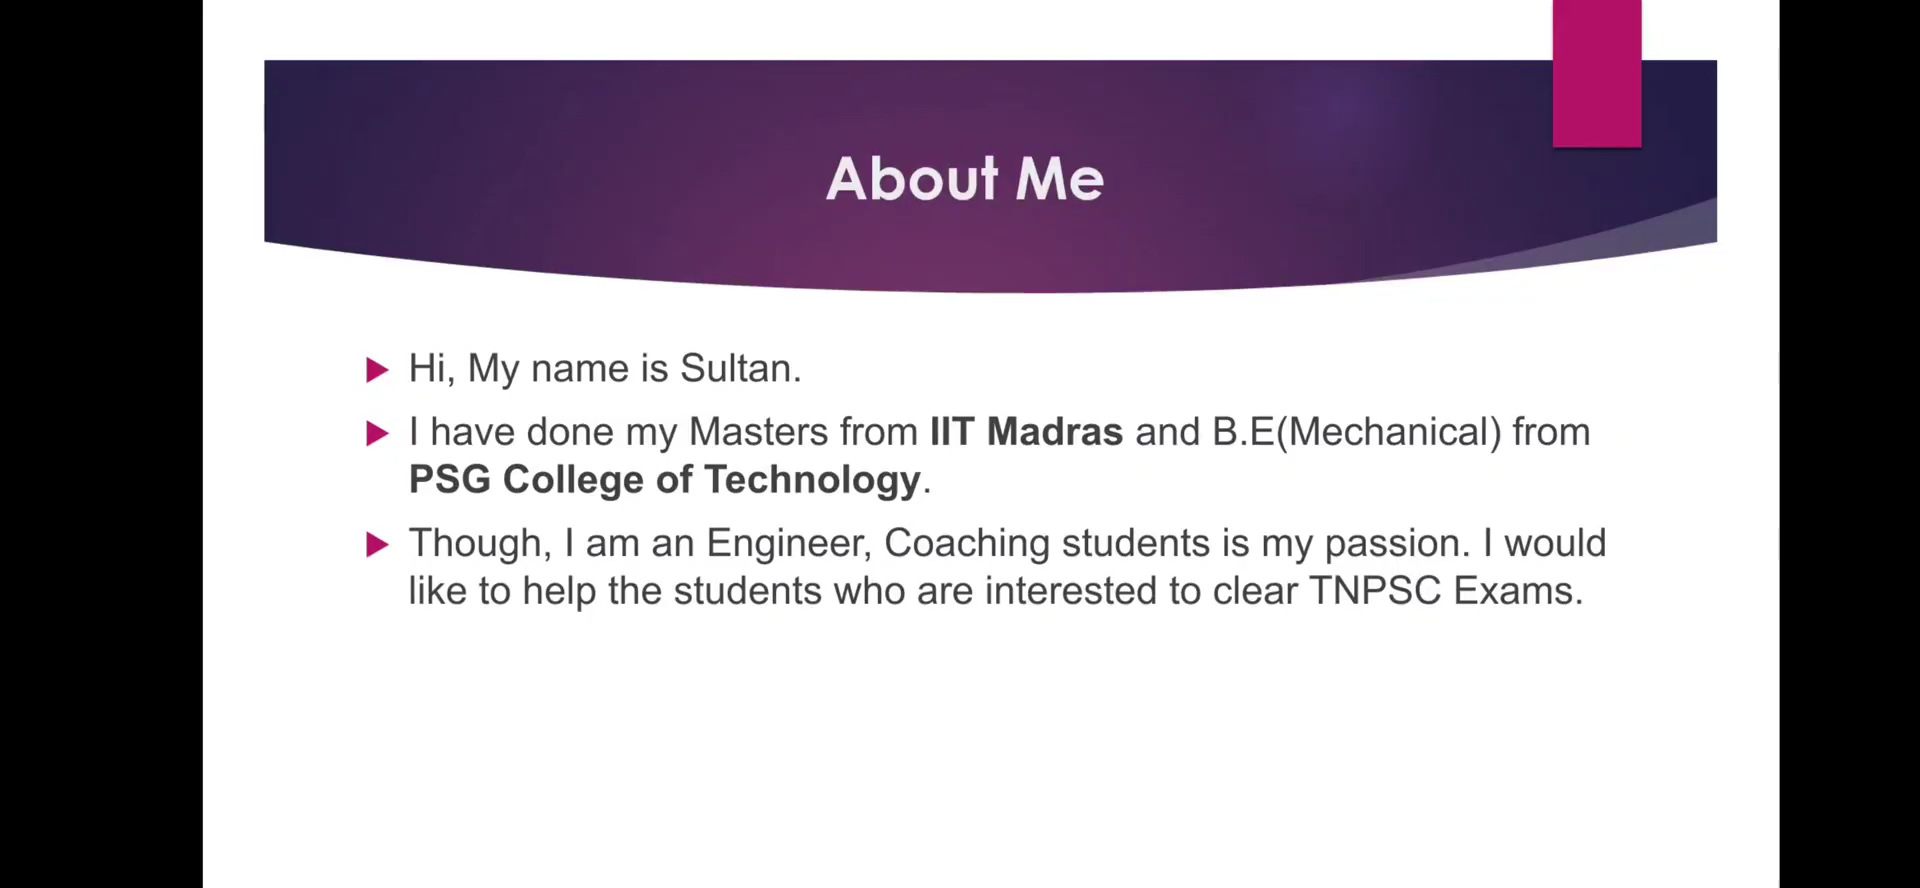 About Me
Hi, My name is Sultan.
I have done my Masters from IIT Madras and B.E(Mechanical) from
PSG College of Technology.
Though, I am an Engineer, Coaching students is my passion. I would
like to help the students who are interested to clear TNPSC Exams.